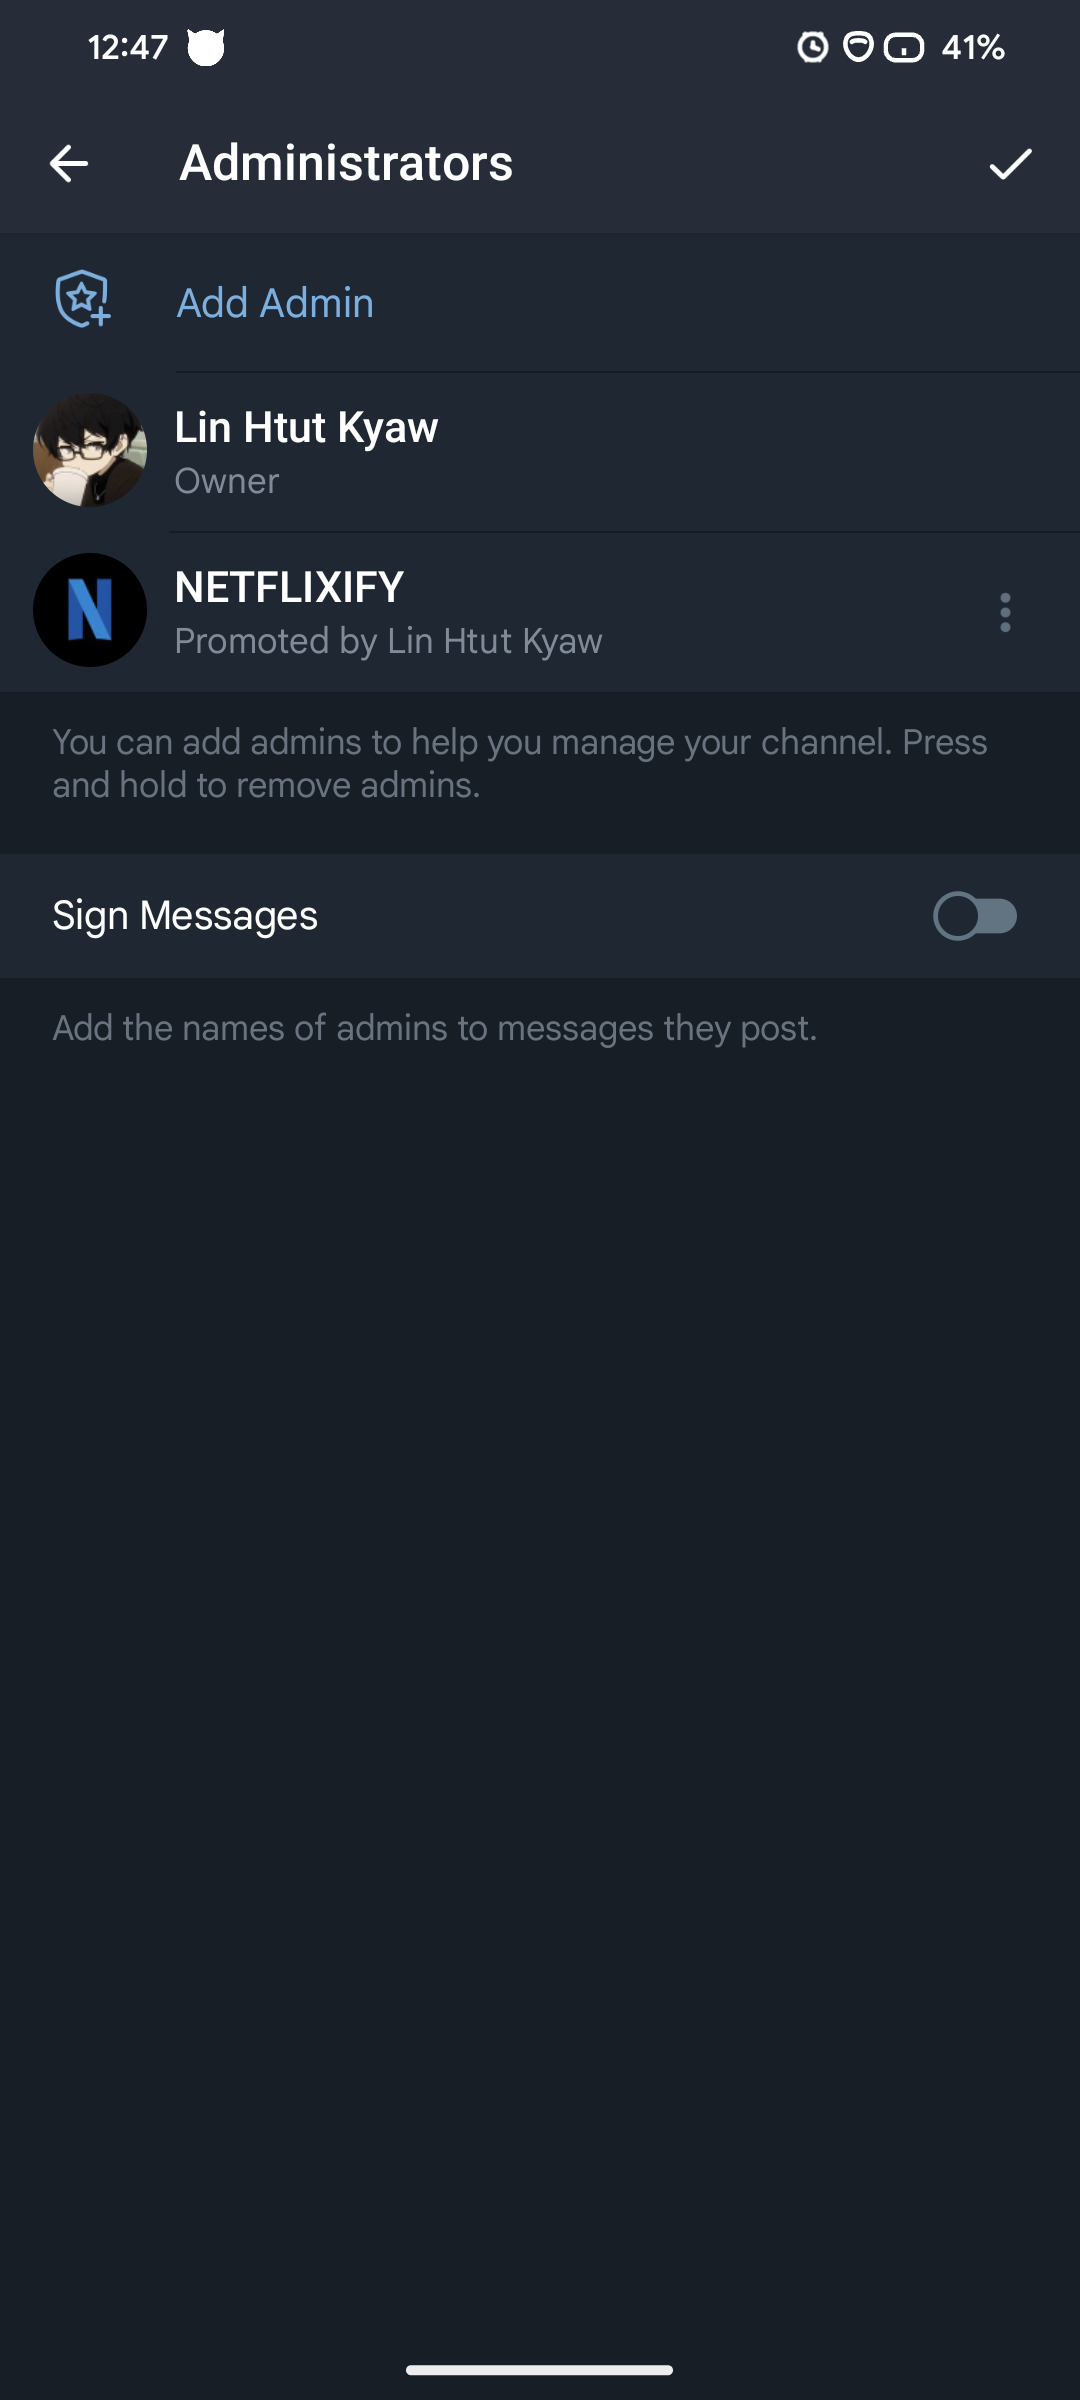 12:47
41%
Administrators
Add Admin
Lin Htut Kyaw
Owner
N
NETFLIXIFY
Promoted by Lin Htut Kyaw
You can add admins to help you manage your channel. Press
and hold to remove admins.
Sign Messages
Add the names of admins to messages they post.